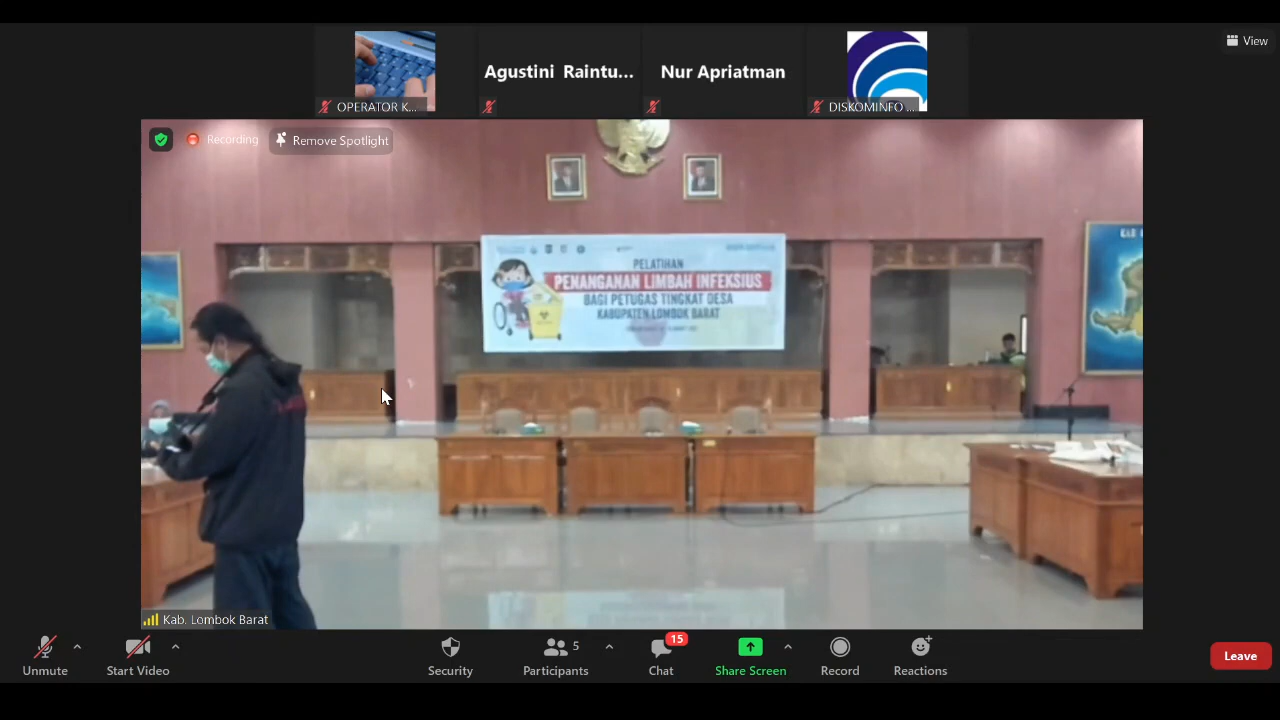 View
OPERATOR K...
Agustini Raintu...
Nur Apriatman
DISKOMINFO ...
Recording
Remove Spotlight
PELATIHAN
PENANGANAN LIMBAH INFEKSIUS
BAGI PETUGAS TINGKAT DESA
KABUPATEN LOMBOK BARAT
Kab. Lombok Barat
Unmute
Start Video
Security
Participants
5
Chat
15
Share Screen
Record
Reactions
Leave